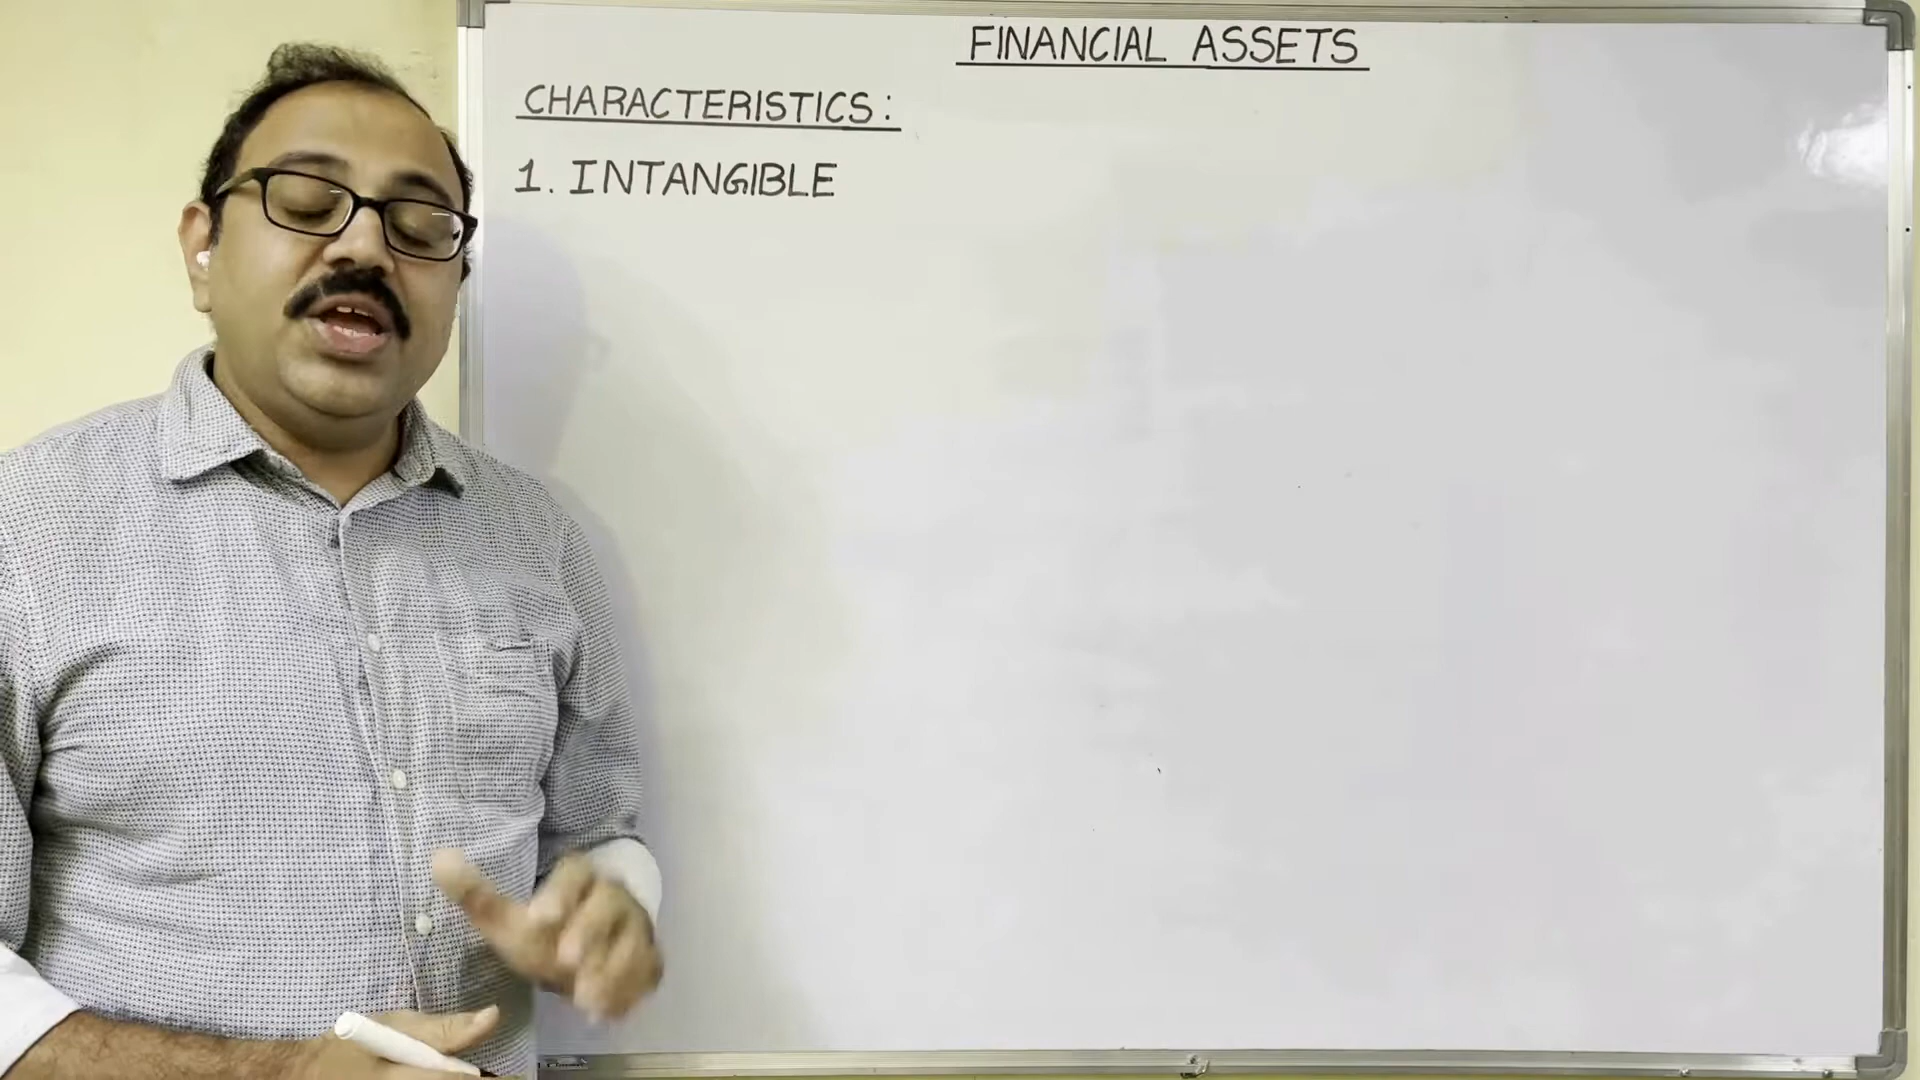 FINANCIAL ASSETS
CHARACTERISTICS:
1. INTANGIBLE